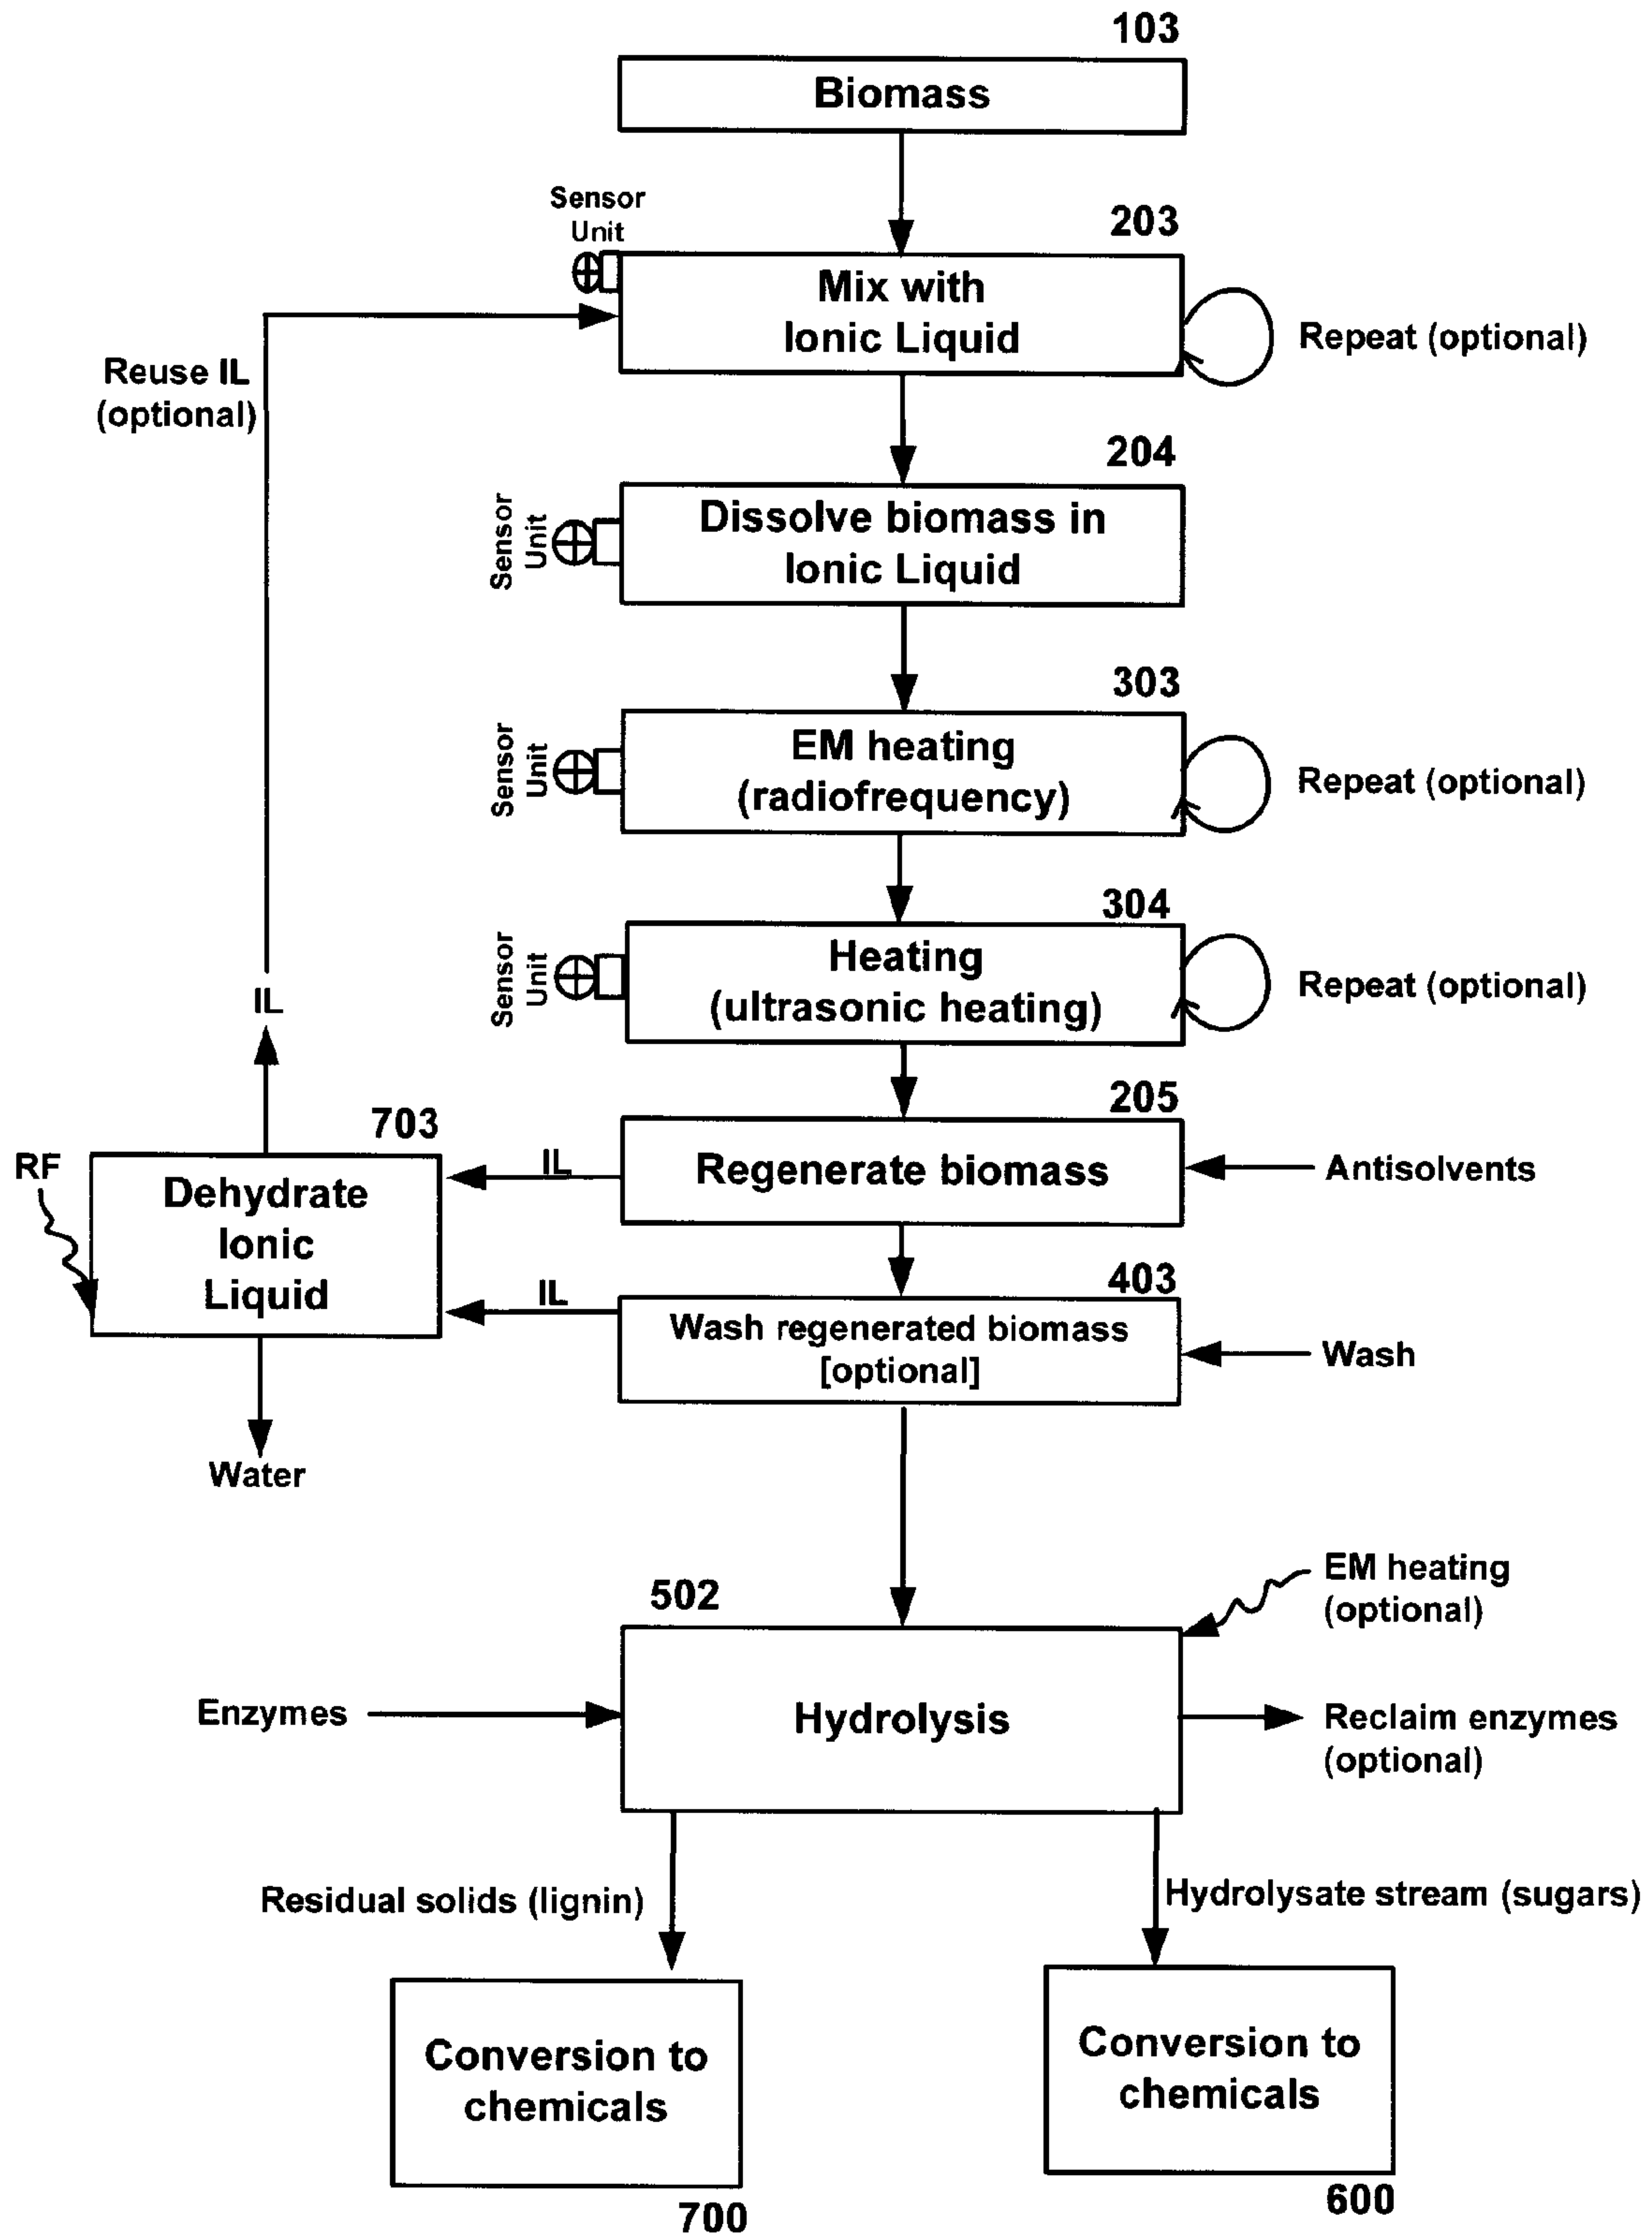 103
Biomass
Sensor
Unit
203
Mix with
Ionic Liquid
Repeat (optional)
Reuse IL
(optional)
204
Sensor
Unit
Dissolve biomass in
Ionic Liquid
303
Sensor
Unit
EM heating
(radiofrequency)
Repeat (optional)
304
Sensor
Unit
Heating
(ultrasonic heating)
Repeat (optional)
IL
205
703
RF
Dehydrate
Ionic
Liquid
IL
Regenerate biomass
Antisolvents
403
IL
Wash regenerated biomass
[optional]
Wash
Water
EM heating
(optional)
502
Enzymes
Hydrolysis
Reclaim enzymes
(optional)
Residual solids (lignin)
Hydrolysate stream (sugars)
Conversion to
chemicals
700
Conversion to
chemicals
600